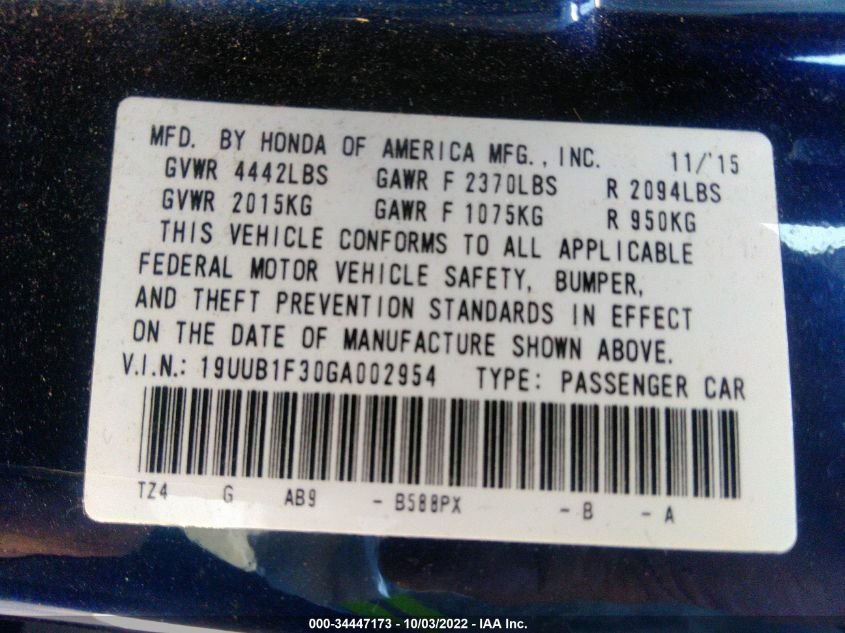 MFD. BY HONDA OF AMERICA MFG., INC. 11/'15
GVWR 4442LBS GAWR F 2370LBS R 2094LBS
GVWR 2015KG GAWR F 1075KG R 950KG
THIS VEHICLE CONFORMS TO ALL APPLICABLE
FEDERAL MOTOR VEHICLE SAFETY, BUMPER,
AND THEFT PREVENTION STANDARDS IN EFFECT
ON THE DATE OF MANUFACTURE SHOWN ABOVE.
V.I.N.: 19UUB1F30GA002954 TYPE: PASSENGER CAR
TZ4 G AB9 - B588PX - B - A
000-34447173 - 10/03/2022 - IAA Inc.